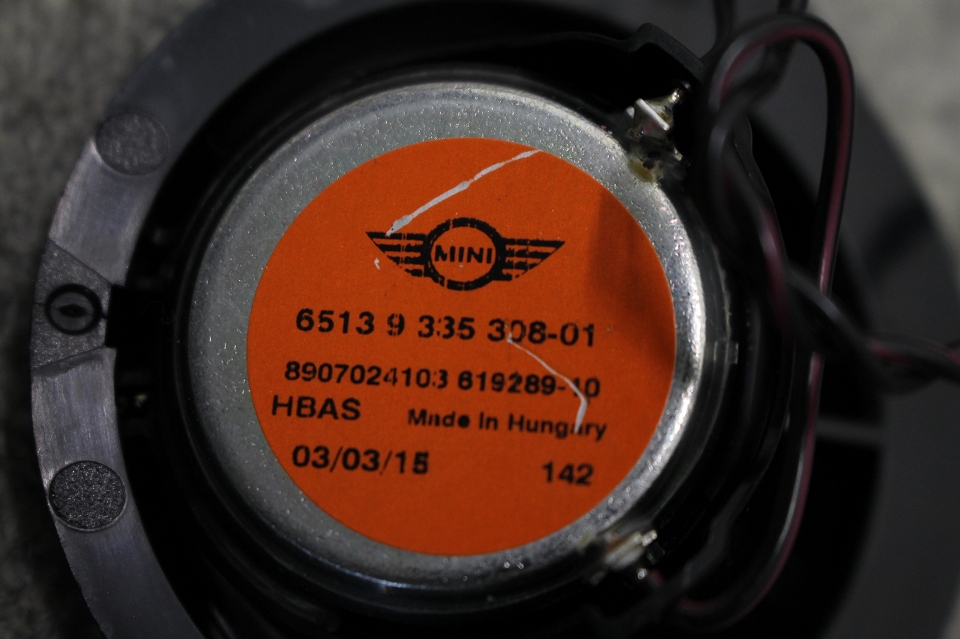 MINI
6513 9 335 308-01
8907024103 619289-10
HBAS Made In Hungary
03/03/15 142